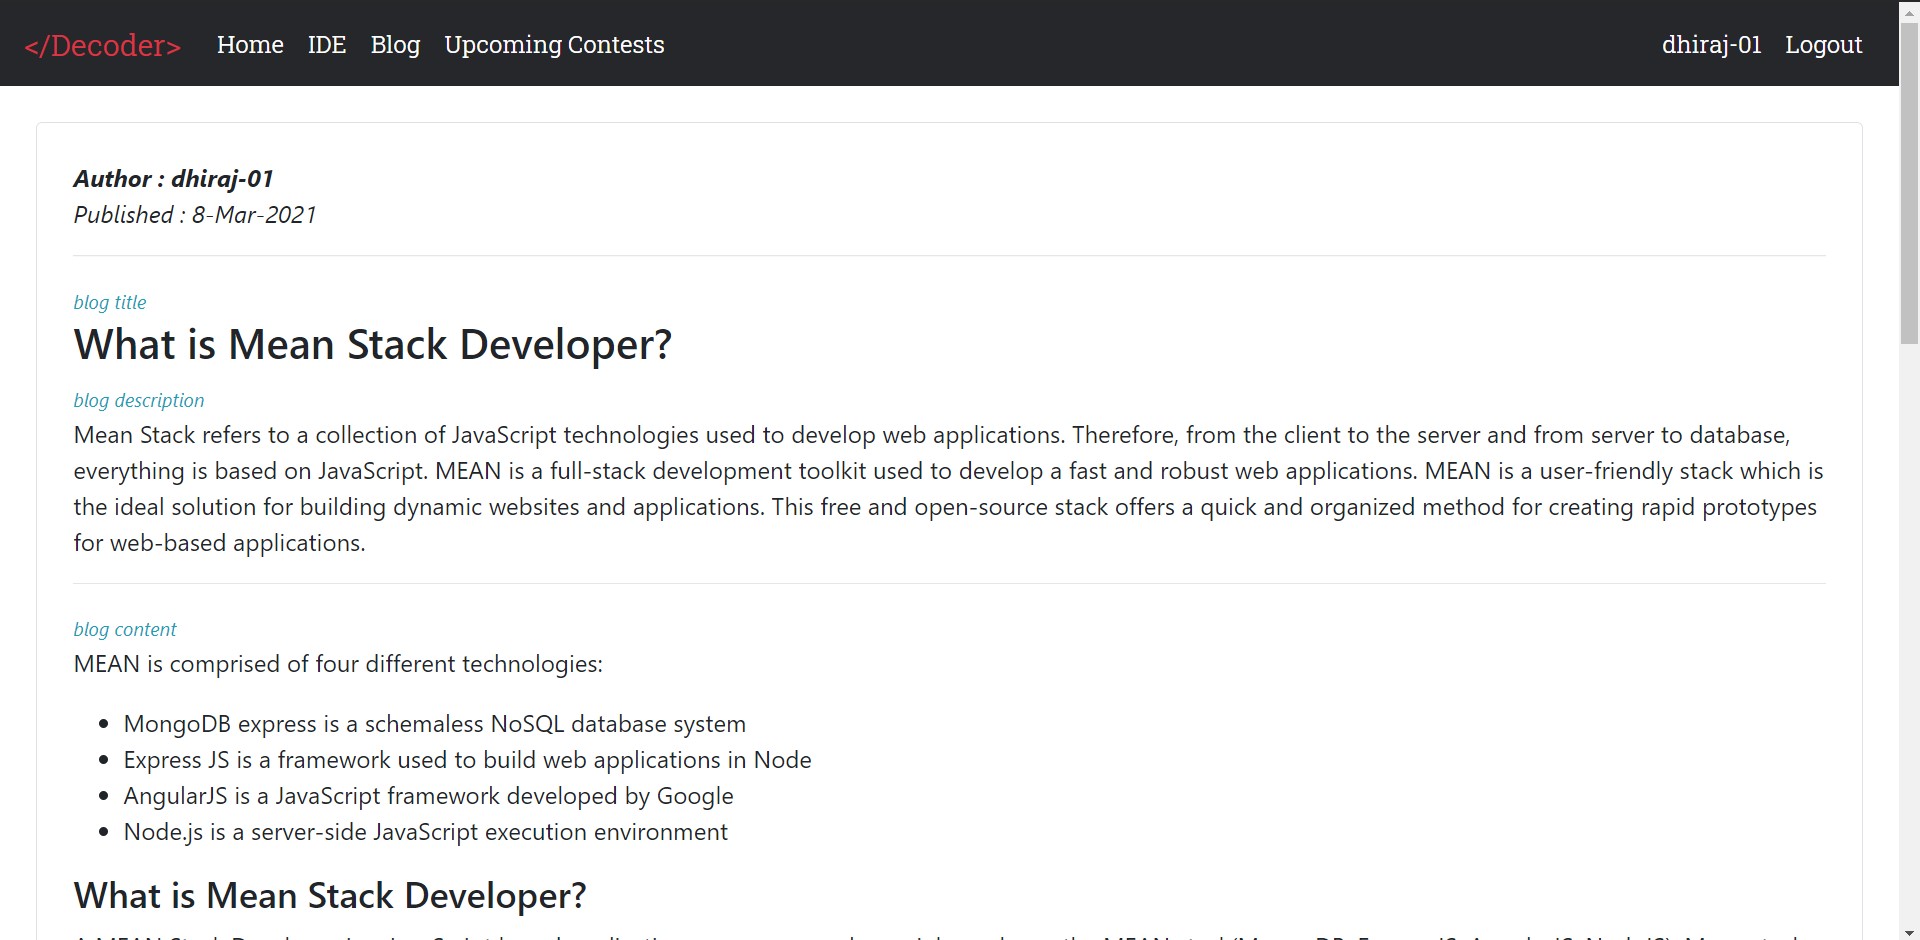 </Decoder> Home IDE Blog Upcoming Contests dhiraj-01 Logout
Author : dhiraj-01
Published : 8-Mar-2021
blog title
What is Mean Stack Developer?
blog description
Mean Stack refers to a collection of JavaScript technologies used to develop web applications. Therefore, from the client to the server and from server to database,
everything is based on JavaScript. MEAN is a full-stack development toolkit used to develop a fast and robust web applications. MEAN is a user-friendly stack which is
the ideal solution for building dynamic websites and applications. This free and open-source stack offers a quick and organized method for creating rapid prototypes
for web-based applications.
blog content
MEAN is comprised of four different technologies:
MongoDB express is a schemaless NoSQL database system
Express JS is a framework used to build web applications in Node
AngularJS is a JavaScript framework developed by Google
Node.js is a server-side JavaScript execution environment
What is Mean Stack Developer?